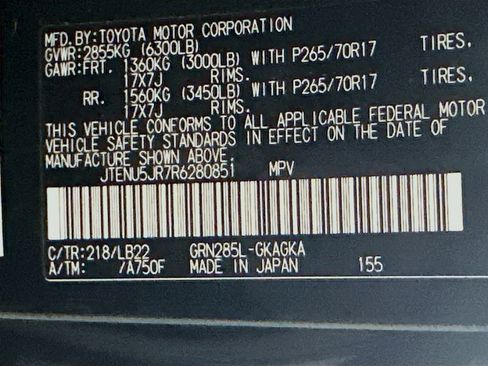 MFD.BY:TOYOTA MOTOR CORPORATION
GVWR:2855KG (6300LB)
GAWR:FRT. 1360KG (3000LB) WITH P265/70R17 TIRES,
17X7J RIMS.
RR. 1560KG (3450LB) WITH P265/70R17 TIRES,
17X7J RIMS.
THIS VEHICLE CONFORMS TO ALL APPLICABLE FEDERAL MOTOR
VEHICLE SAFETY STANDARDS IN EFFECT ON THE DATE OF
MANUFACTURE SHOWN ABOVE.
JTENU5JR7R6280851 MPV
C/TR:218/LB22 GRN285L-GKAGKA
A/TM: /A750F MADE IN JAPAN 155